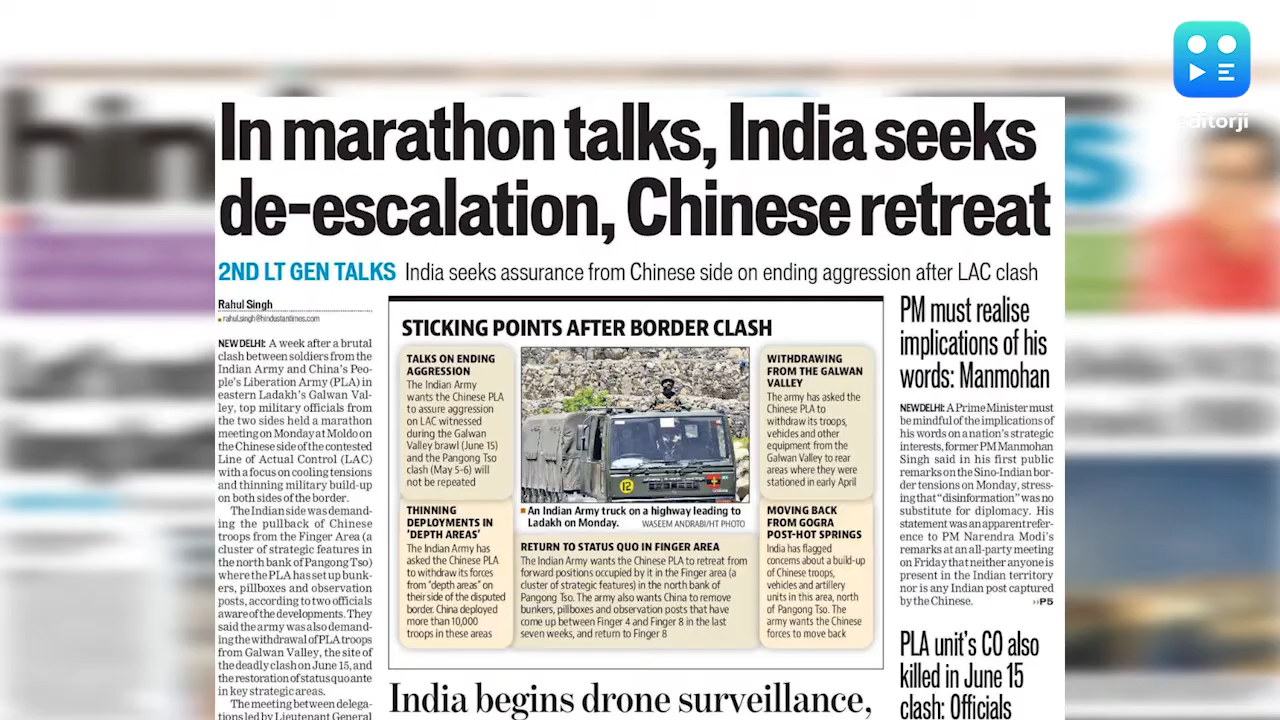 editorji
In marathon talks, India seeks
de-escalation, Chinese retreat
2ND LT GEN TALKS India seeks assurance from Chinese side on ending aggression after LAC clash
Rahul Singh
rahul.singh@hindustantimes.com
NEW DELHI: A week after a brutal
clash between soldiers from the
Indian Army and China's Peo-
ple's Liberation Army (PLA) in
eastern Ladakh's Galwan Val-
ley, top military officials from
the two sides held a marathon
meeting on Monday at Moldo on
the Chinese side of the contested
Line of Actual Control (LAC)
with a focus on cooling tensions
and thinning military build-up
on both sides of the border.
The Indian side was demand-
ing the pullback of Chinese
troops from the Finger Area (a
cluster of strategic features in
the north bank of Pangong Tso)
where the PLA has set up bunk-
ers, pillboxes and observation
posts, according to two officials
aware of the developments. They
said the army was also demand-
ing the withdrawal of PLA troops
from Galwan Valley, the site of
the deadly clash on June 15, and
the restoration of status quo ante
in key strategic areas.
The meeting between delega-
tions led by Lieutenant General
STICKING POINTS AFTER BORDER CLASH
TALKS ON ENDING
AGGRESSION
The Indian Army
wants the Chinese PLA
to assure aggression
on LAC witnessed
during the Galwan
Valley brawl (June 15)
and the Pangong Tso
clash (May 5-6) will
not be repeated
THINNING
DEPLOYMENTS IN
'DEPTH AREAS'
The Indian Army has
asked the Chinese PLA
to withdraw its forces
from "depth areas" on
their side of the disputed
border. China deployed
more than 10,000
troops in these areas
12
An Indian Army truck on a highway leading to
Ladakh on Monday. WASEEM ANDRABI/HT PHOTO
RETURN TO STATUS QUO IN FINGER AREA
The Indian Army wants the Chinese PLA to retreat from
forward positions occupied by it in the Finger area (a
cluster of strategic features) in the north bank of
Pangong Tso. The army also wants China to remove
bunkers, pillboxes and observation posts that have
come up between Finger 4 and Finger 8 in the last
seven weeks, and return to Finger 8
WITHDRAWING
FROM THE GALWAN
VALLEY
The army has asked the
Chinese PLA to
withdraw its troops,
vehicles and other
equipment from the
Galwan Valley to rear
areas where they were
stationed in early April
MOVING BACK
FROM GOGRA
POST-HOT SPRINGS
India has flagged
concerns about a build-up
of Chinese troops,
vehicles and artillery
units in this area, north
of Pangong Tso. The
army wants the Chinese
forces to move back
India begins drone surveillance,
PM must realise
implications of his
words: Manmohan
NEW DELHI: A Prime Minister must
be mindful of the implications of
his words on a nation's strategic
interests, former PM Manmohan
Singh said in his first public
remarks on the Sino-Indian bor-
der tensions on Monday, stress-
ing that "disinformation" was no
substitute for diplomacy. His
statement was an apparent refer-
ence to PM Narendra Modi's
remarks at an all-party meeting
on Friday that neither anyone is
present in the Indian territory
nor is any Indian post captured
by the Chinese. ››P5
PLA unit's CO also
killed in June 15
clash: Officials